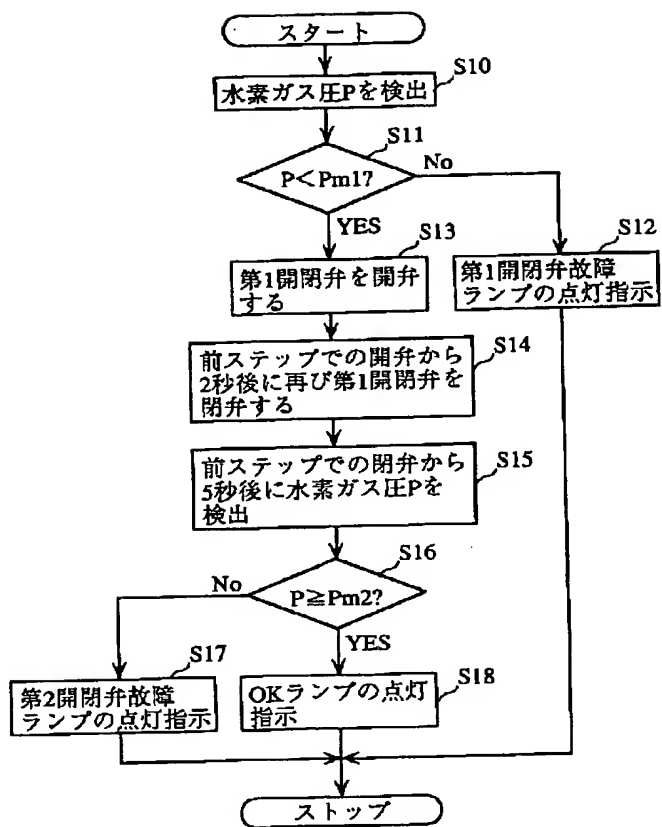 スタート
S10
水素ガス圧Pを検出
S11
P<Pm1?
No
YES
S13
S12
第1開閉弁を開弁
する
第1開閉弁故障
ランプの点灯指示
S14
前ステップでの開弁から
2秒後に再び第1開閉弁を
閉弁する
S15
前ステップでの閉弁から
5秒後に水素ガス圧Pを
検出
S16
P≧Pm2?
No
YES
S17
第2開閉弁故障
ランプの点灯指示
S18
OKランプの点灯
指示
ストップ